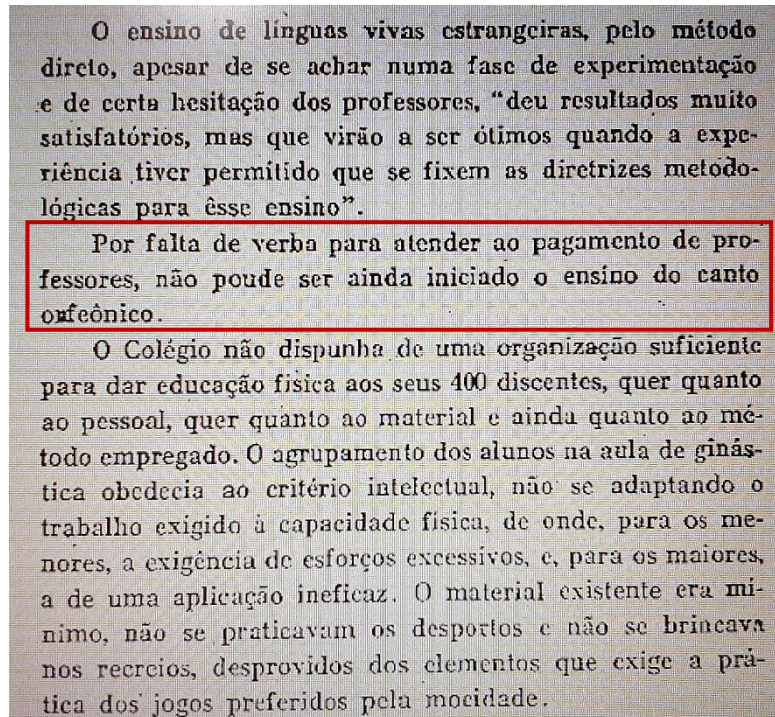 O ensino de línguas vivas estrangeiras, pelo método
direto, apesar de se achar numa fase de experimentação
e de certa hesitação dos professores, “deu resultados muito
satisfatórios, mas que virão a ser ótimos quando a expe-
riência tiver permitido que se fixem as diretrizes metodo-
lógicas para êsse ensino”.
Por falta de verba para atender ao pagamento de pro-
fessores, não poude ser ainda iniciado o ensino do canto
orfeônico.
O Colégio não dispunha de uma organização suficiente
para dar educação física aos seus 400 discentes, quer quanto
ao pessoal, quer quanto ao material e ainda quanto ao mé-
todo empregado. O agrupamento dos alunos na aula de ginás-
tica obedecia ao critério intelectual, não se adaptando o
trabalho exigido à capacidade física, de onde, para os me-
nores, a exigência de esforços excessivos, e, para os maiores,
a de uma aplicação ineficaz. O material existente era mí-
nimo, não se praticavam os desportos e não se brincava
nos recreios, desprovidos dos elementos que exige a prá-
tica dos jogos preferidos pela mocidade.